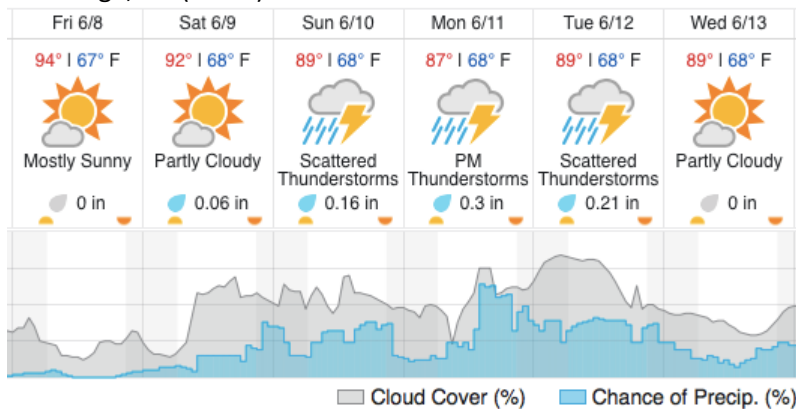 Fri 6/8
Sat 6/9
Sun 6/10
Mon 6/11
Tue 6/12
Wed 6/13
94° | 67° F
92° | 68° F
89° | 68° F
87° | 68° F
89° | 68° F
89° | 68° F
Mostly Sunny
Partly Cloudy
Scattered
Thunderstorms
PM
Thunderstorms
Scattered
Thunderstorms
Partly Cloudy
0 in
0.06 in
0.16 in
0.3 in
0.21 in
0 in
Cloud Cover (%)
Chance of Precip. (%)